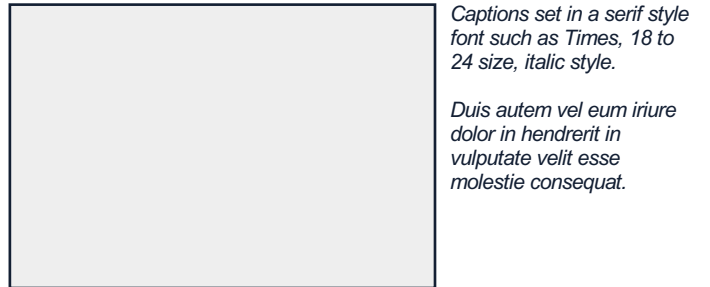 Captions set in a serif style
font such as Times, 18 to
24 size, italic style.
Duis autem vel eum iriure
dolor in hendrerit in
vulputate velit esse
molestie consequat.